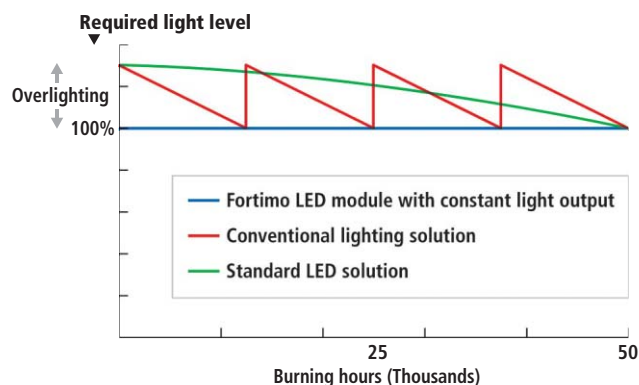 Required light level
Overlighting
100%
Fortimo LED module with constant light output
Conventional lighting solution
Standard LED solution
25
50
Burning hours (Thousands)